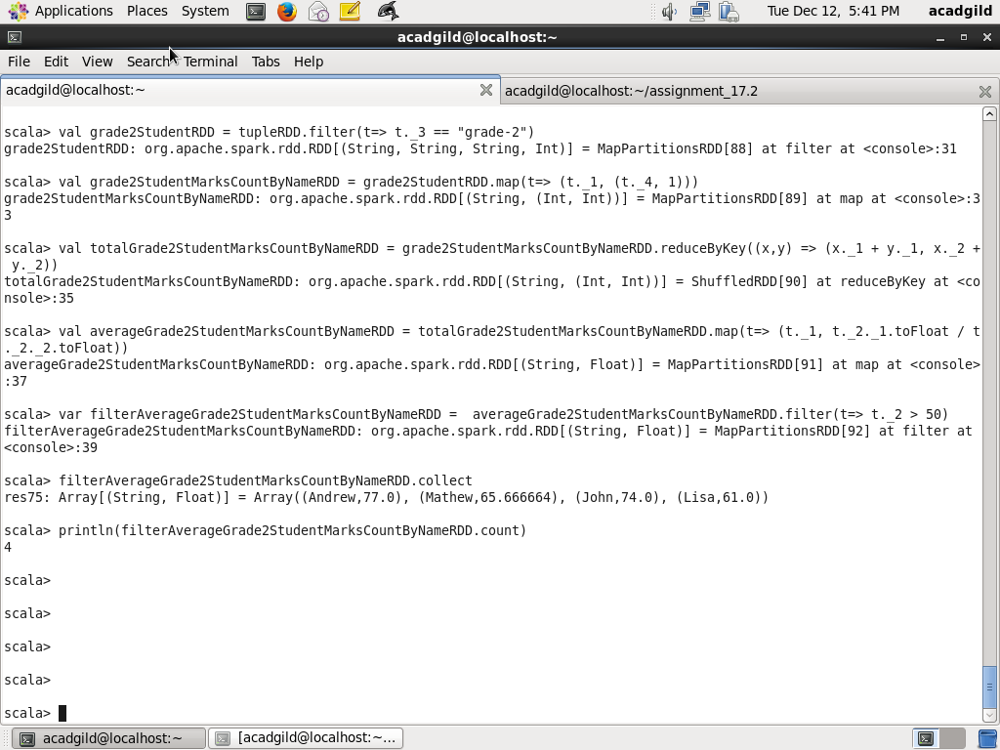 Applications Places System Tue Dec 12, 5:41 PM acadgild
acadgild@localhost:~
File Edit View Search Terminal Tabs Help
acadgild@localhost:~ acadgild@localhost:~/assignment_17.2
scala> val grade2StudentRDD = tupleRDD.filter(t=> t._3 == "grade-2")
grade2StudentRDD: org.apache.spark.rdd.RDD[(String, String, String, Int)] = MapPartitionsRDD[88] at filter at <console>:31
scala> val grade2StudentMarksCountByNameRDD = grade2StudentRDD.map(t=> (t._1, (t._4, 1)))
grade2StudentMarksCountByNameRDD: org.apache.spark.rdd.RDD[(String, (Int, Int))] = MapPartitionsRDD[89] at map at <console>:3
3
scala> val totalGrade2StudentMarksCountByNameRDD = grade2StudentMarksCountByNameRDD.reduceByKey((x,y) => (x._1 + y._1, x._2 +
y._2))
totalGrade2StudentMarksCountByNameRDD: org.apache.spark.rdd.RDD[(String, (Int, Int))] = ShuffledRDD[90] at reduceByKey at <co
nsole>:35
scala> val averageGrade2StudentMarksCountByNameRDD = totalGrade2StudentMarksCountByNameRDD.map(t=> (t._1, t._2._1.toFloat / t
._2._2.toFloat))
averageGrade2StudentMarksCountByNameRDD: org.apache.spark.rdd.RDD[(String, Float)] = MapPartitionsRDD[91] at map at <console>
:37
scala> var filterAverageGrade2StudentMarksCountByNameRDD =  averageGrade2StudentMarksCountByNameRDD.filter(t=> t._2 > 50)
filterAverageGrade2StudentMarksCountByNameRDD: org.apache.spark.rdd.RDD[(String, Float)] = MapPartitionsRDD[92] at filter at
<console>:39
scala> filterAverageGrade2StudentMarksCountByNameRDD.collect
res75: Array[(String, Float)] = Array((Andrew,77.0), (Mathew,65.666664), (John,74.0), (Lisa,61.0))
scala> println(filterAverageGrade2StudentMarksCountByNameRDD.count)
4
scala>
scala>
scala>
scala>
scala>
acadgild@localhost:~ [acadgild@localhost:~...